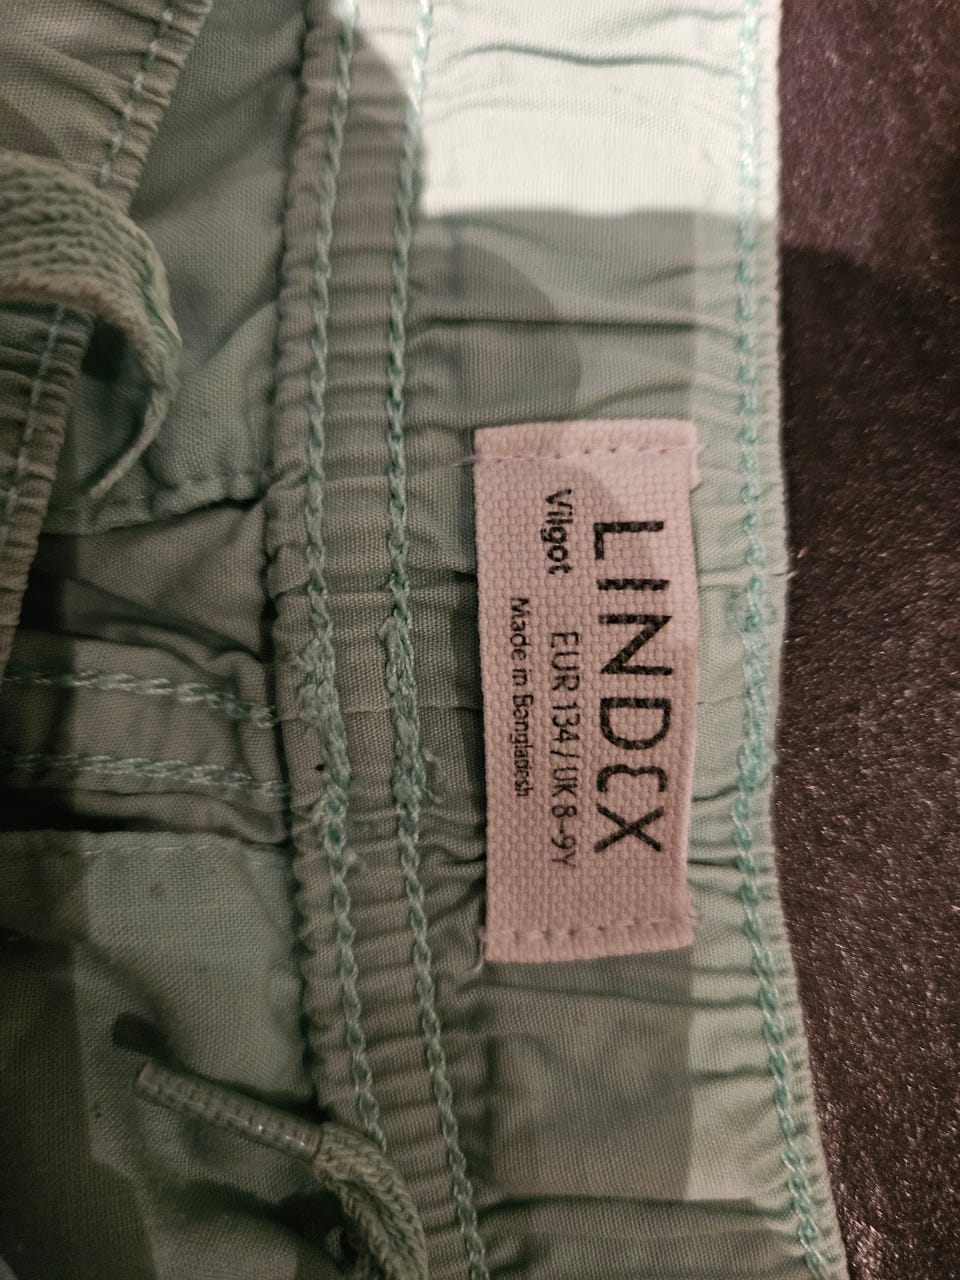 LINDEX
Vilgot EUR 134 / UK 8-9Y
Made in Bangladesh